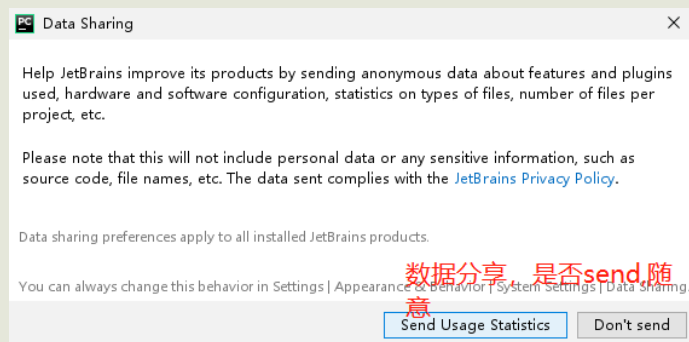 PC Data Sharing
Help JetBrains improve its products by sending anonymous data about features and plugins
used, hardware and software configuration, statistics on types of files, number of files per
project, etc.
Please note that this will not include personal data or any sensitive information, such as
source code, file names, etc. The data sent complies with the JetBrains Privacy Policy.
Data sharing preferences apply to all installed JetBrains products.
数据分享，是否send,随
意
You can always change this behavior in Settings | Appearance & Behavior | System Settings | Data Sharing.
Send Usage Statistics Don't send